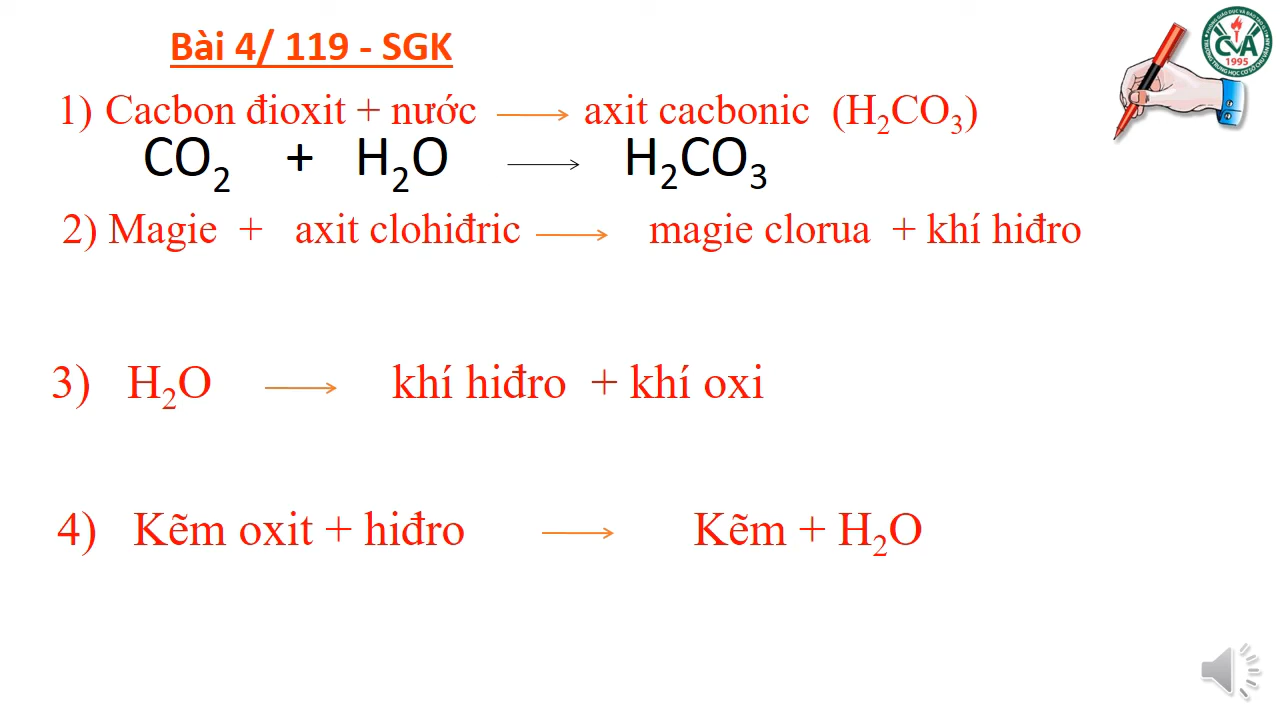 Bài 4/ 119 - SGK
1) Cacbon đioxit + nước ⟶ axit cacbonic (H₂CO₃)
CO₂ + H₂O ⟶ H₂CO₃
2) Magie + axit clohiđric ⟶ magie clorua + khí hiđro
3) H₂O ⟶ khí hiđro + khí oxi
4) Kẽm oxit + hiđro ⟶ Kẽm + H₂O
CVA
1995